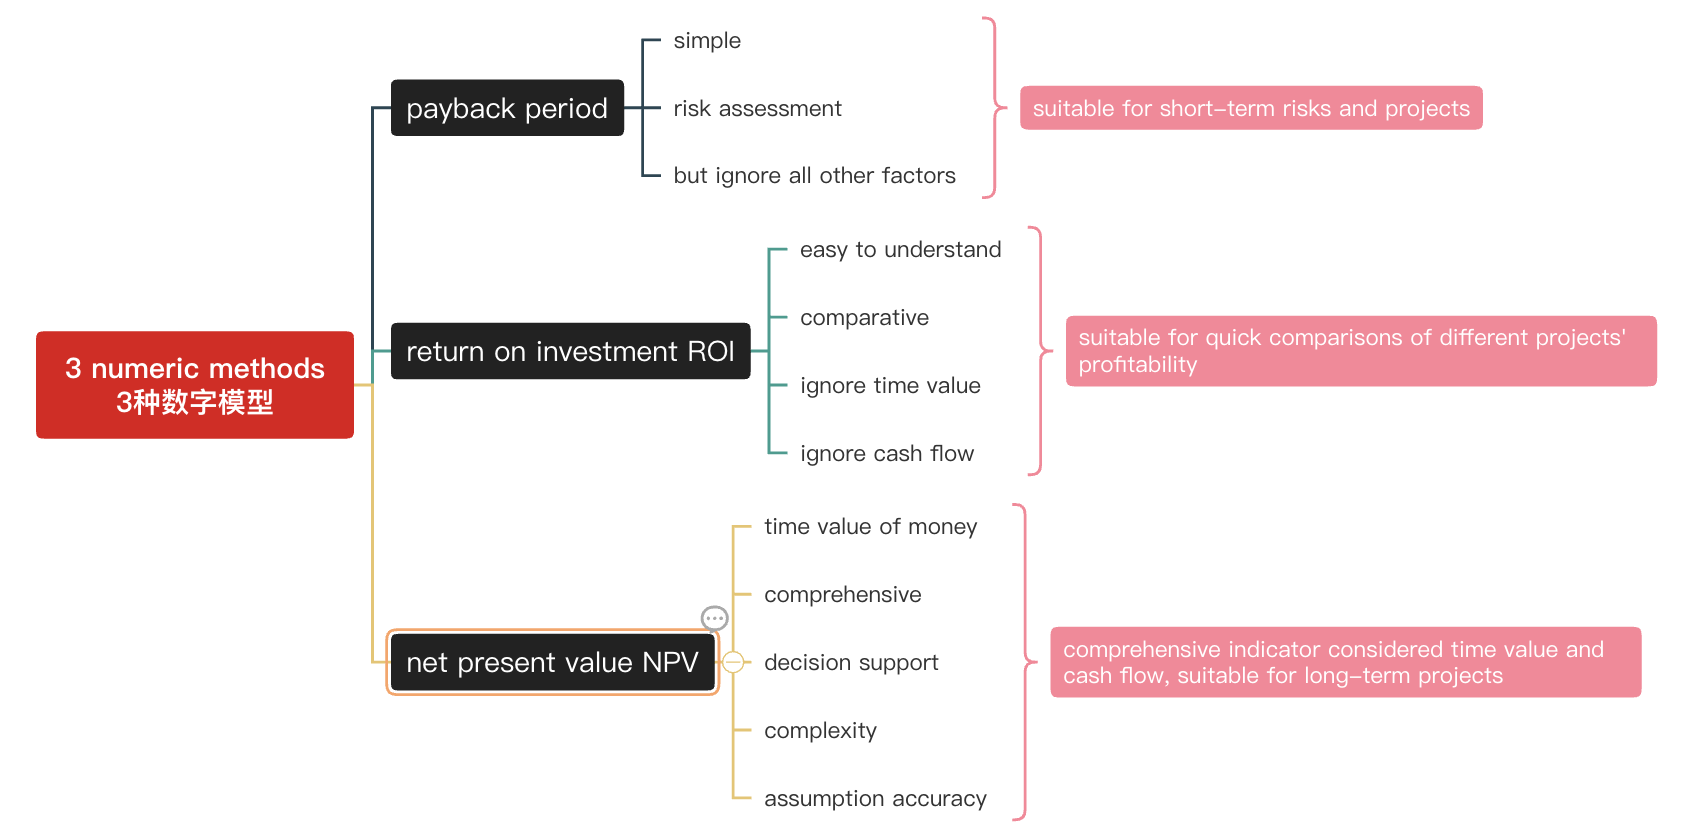 3 numeric methods
3种数字模型
payback period
simple
risk assessment
but ignore all other factors
suitable for short-term risks and projects
return on investment ROI
easy to understand
comparative
ignore time value
ignore cash flow
suitable for quick comparisons of different projects'
profitability
net present value NPV
time value of money
comprehensive
decision support
complexity
assumption accuracy
comprehensive indicator considered time value and
cash flow, suitable for long-term projects